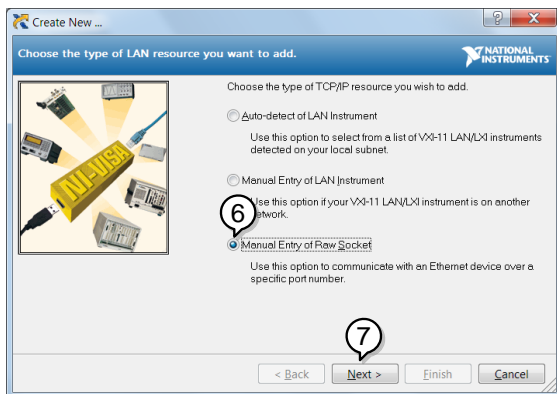 Create New ...
Choose the type of LAN resource you want to add.
NATIONAL
INSTRUMENTS
Choose the type of TCP/IP resource you wish to add.
NI-VISA
Auto-detect of LAN Instrument
Use this option to select from a list of VXI-11 LAN/LXI instruments
detected on your local subnet.
Manual Entry of LAN Instrument
Use this option if your VXI-11 LAN/LXI instrument is on another
network.
6
Manual Entry of Raw Socket
Use this option to communicate with an Ethernet device over a
specific port number.
7
< Back
Next >
Finish
Cancel